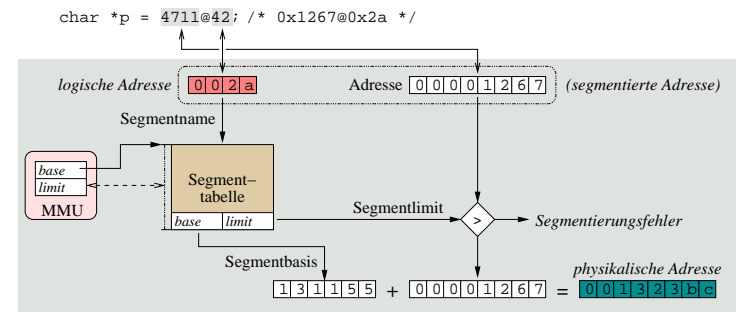 char *p = 4711@42; /* 0x1267@0x2a */
logische Adresse 0 0 2 a Adresse 0 0 0 0 1 2 6 7 (segmentierte Adresse)
Segmentname
base
limit
MMU
Segment–
tabelle
base limit
Segmentlimit
>
Segmentierungsfehler
Segmentbasis
physikalische Adresse
1 3 1 1 5 5 + 0 0 0 0 1 2 6 7 = 0 0 1 3 2 3 b c